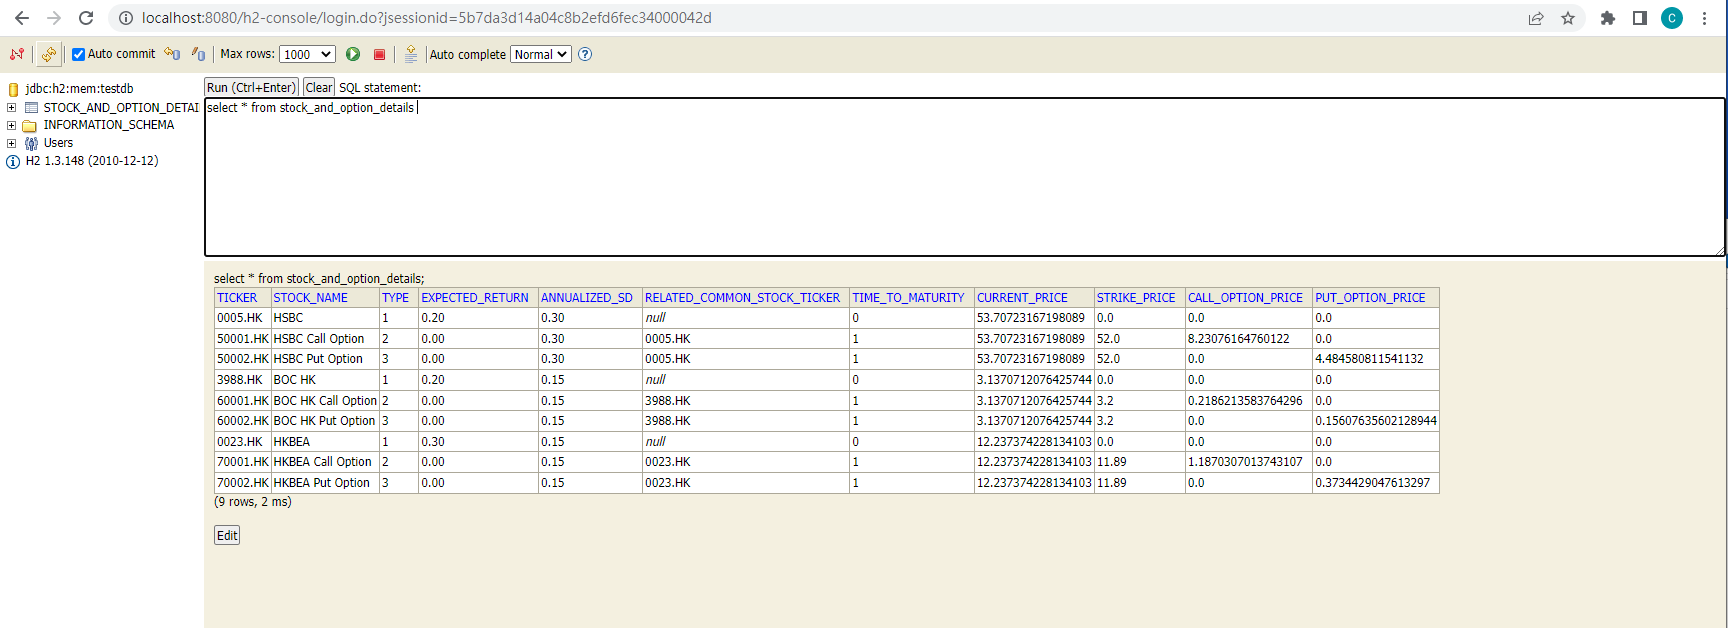 localhost:8080/h2-console/login.do?jsessionid=5b7da3d14a04c8b2efd6fec34000042d
C
Auto commit Max rows: 1000 Auto complete Normal ?
jdbc:h2:mem:testdb
STOCK_AND_OPTION_DETAI
INFORMATION_SCHEMA
Users
H2 1.3.148 (2010-12-12)
Run (Ctrl+Enter) Clear SQL statement:
select * from stock_and_option_details
select * from stock_and_option_details;
TICKER STOCK_NAME TYPE EXPECTED_RETURN ANNUALIZED_SD RELATED_COMMON_STOCK_TICKER TIME_TO_MATURITY CURRENT_PRICE STRIKE_PRICE CALL_OPTION_PRICE PUT_OPTION_PRICE
0005.HK HSBC 1 0.20 0.30 null 0 53.70723167198089 0.0 0.0 0.0
50001.HK HSBC Call Option 2 0.00 0.30 0005.HK 1 53.70723167198089 52.0 8.23076164760122 0.0
50002.HK HSBC Put Option 3 0.00 0.30 0005.HK 1 53.70723167198089 52.0 0.0 4.484580811541132
3988.HK BOC HK 1 0.20 0.15 null 0 3.1370712076425744 0.0 0.0 0.0
60001.HK BOC HK Call Option 2 0.00 0.15 3988.HK 1 3.1370712076425744 3.2 0.2186213583764296 0.0
60002.HK BOC HK Put Option 3 0.00 0.15 3988.HK 1 3.1370712076425744 3.2 0.0 0.15607635602128944
0023.HK HKBEA 1 0.30 0.15 null 0 12.237374228134103 0.0 0.0 0.0
70001.HK HKBEA Call Option 2 0.00 0.15 0023.HK 1 12.237374228134103 11.89 1.1870307013743107 0.0
70002.HK HKBEA Put Option 3 0.00 0.15 0023.HK 1 12.237374228134103 11.89 0.0 0.3734429047613297
(9 rows, 2 ms)
Edit